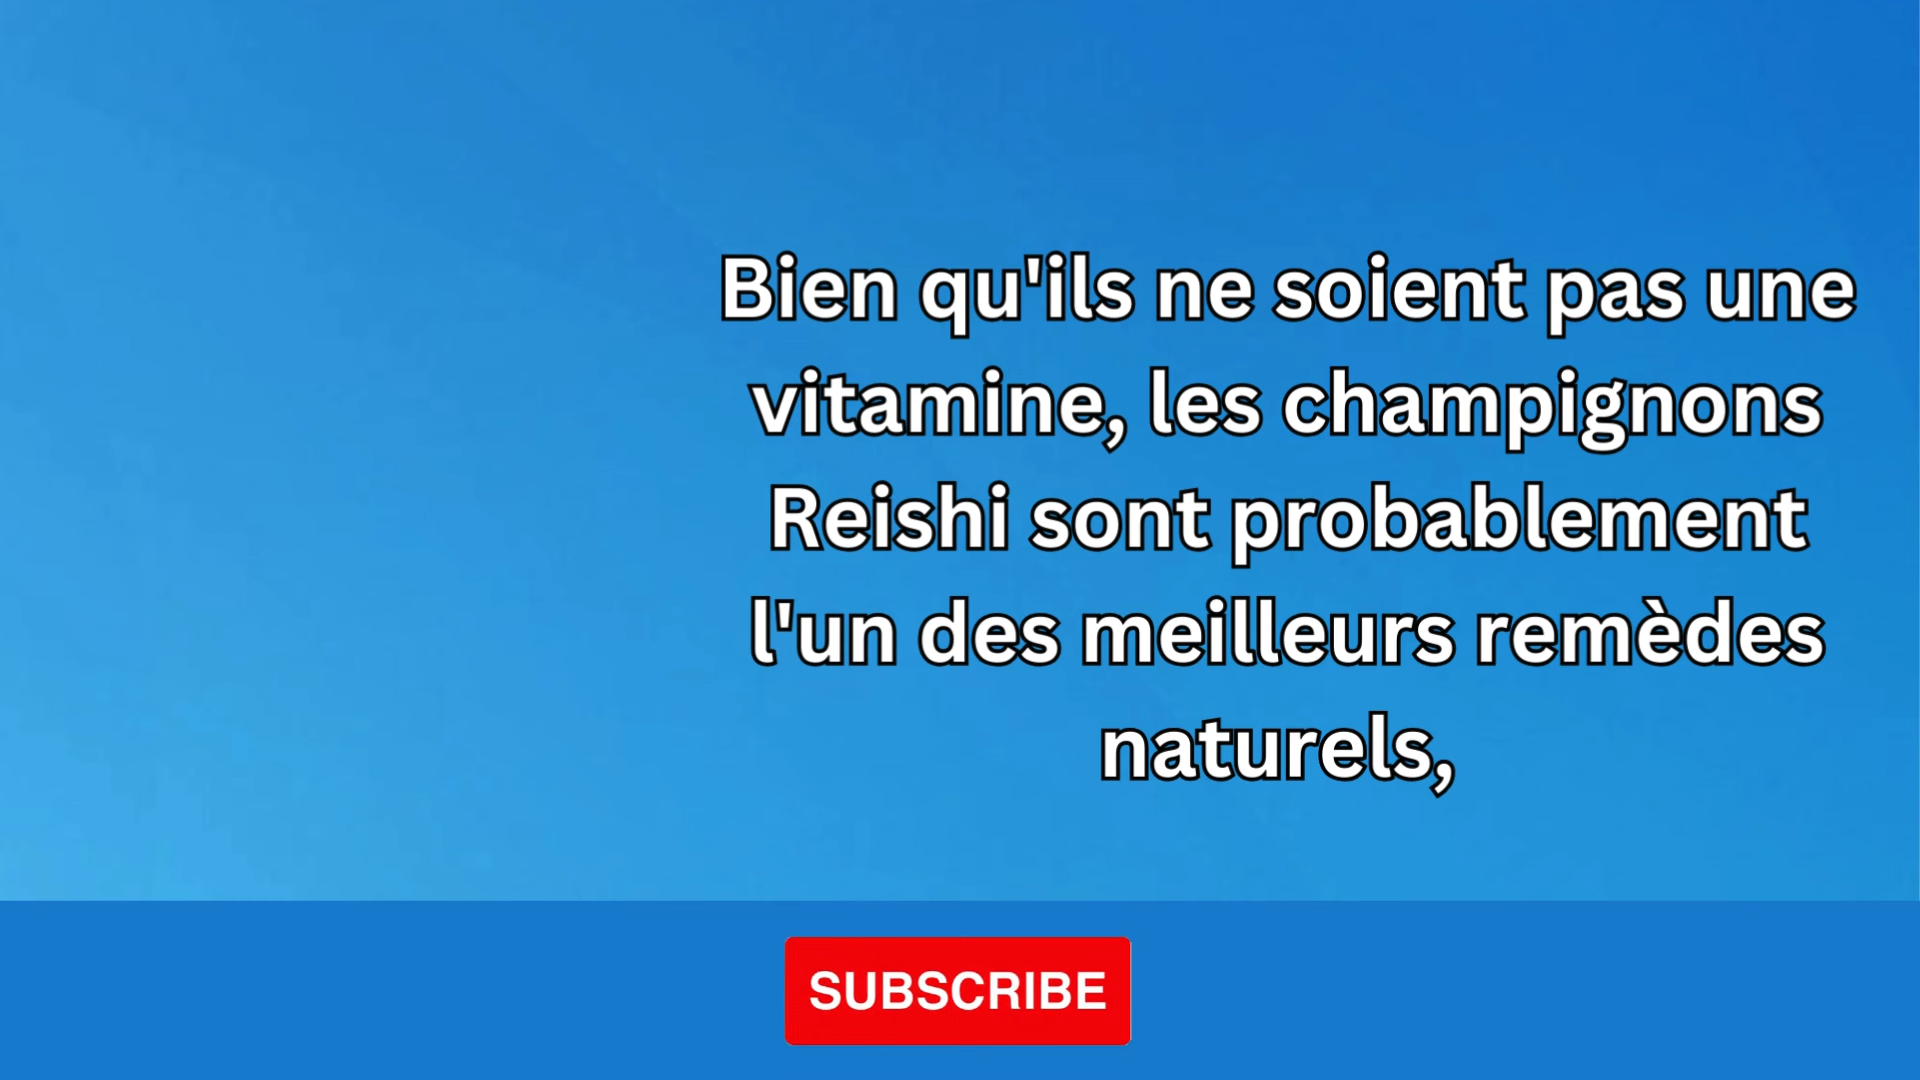 Bien qu'ils ne soient pas une
vitamine, les champignons
Reishi sont probablement
l'un des meilleurs remèdes
naturels,
SUBSCRIBE